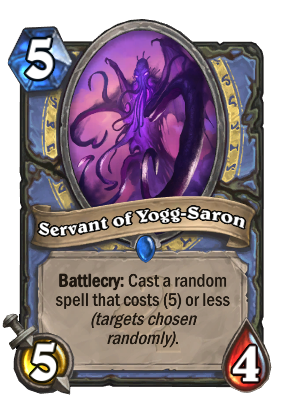 5
Servant of Yogg-Saron
Battlecry: Cast a random
spell that costs (5) or less
(targets chosen
randomly).
5
4